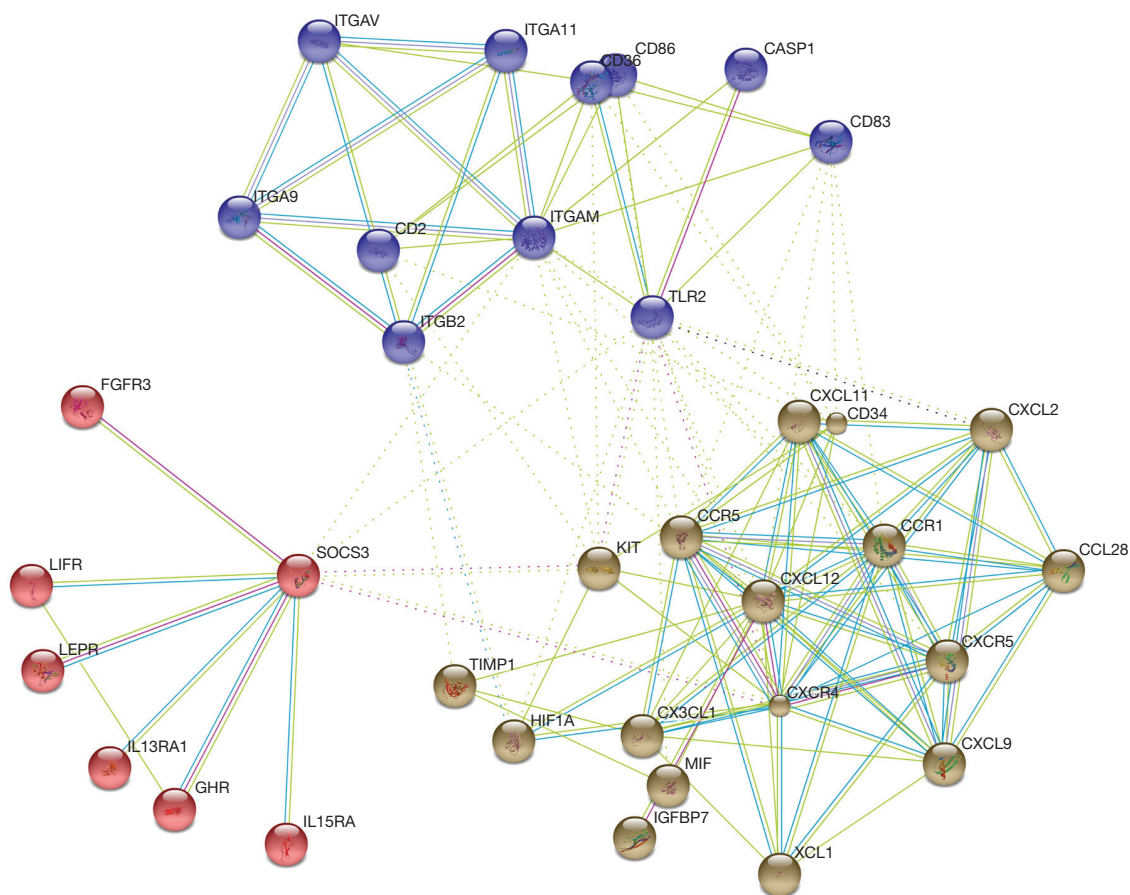 ITGAV
ITGA11
CD86
CD36
CASP1
CD83
ITGA9
CD2
ITGAM
TLR2
ITGB2
FGFR3
CXCL11
CD34
CXCL2
SOCS3
KIT
CCR5
CCR1
CCL28
LIFR
CXCL12
LEPR
TIMP1
CXCR5
CXCR4
HIF1A
CX3CL1
CXCL9
IL13RA1
MIF
GHR
IGFBP7
IL15RA
XCL1